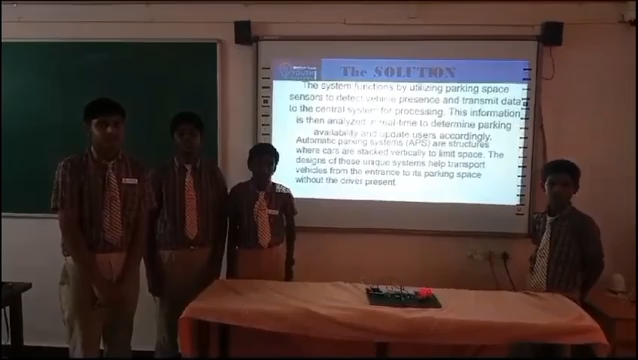 YOUTH
The SOLUTION
The system functions by utilizing parking space
sensors to detect vehicle presence and transmit data
to the central system for processing. This information
is then analyzed in real-time to determine parking
availability and update users accordingly.
Automatic parking systems (APS) are structures
where cars are stacked vertically to limit space. The
designs of these unique systems help transport
vehicles from the entrance to its parking space
without the driver present.